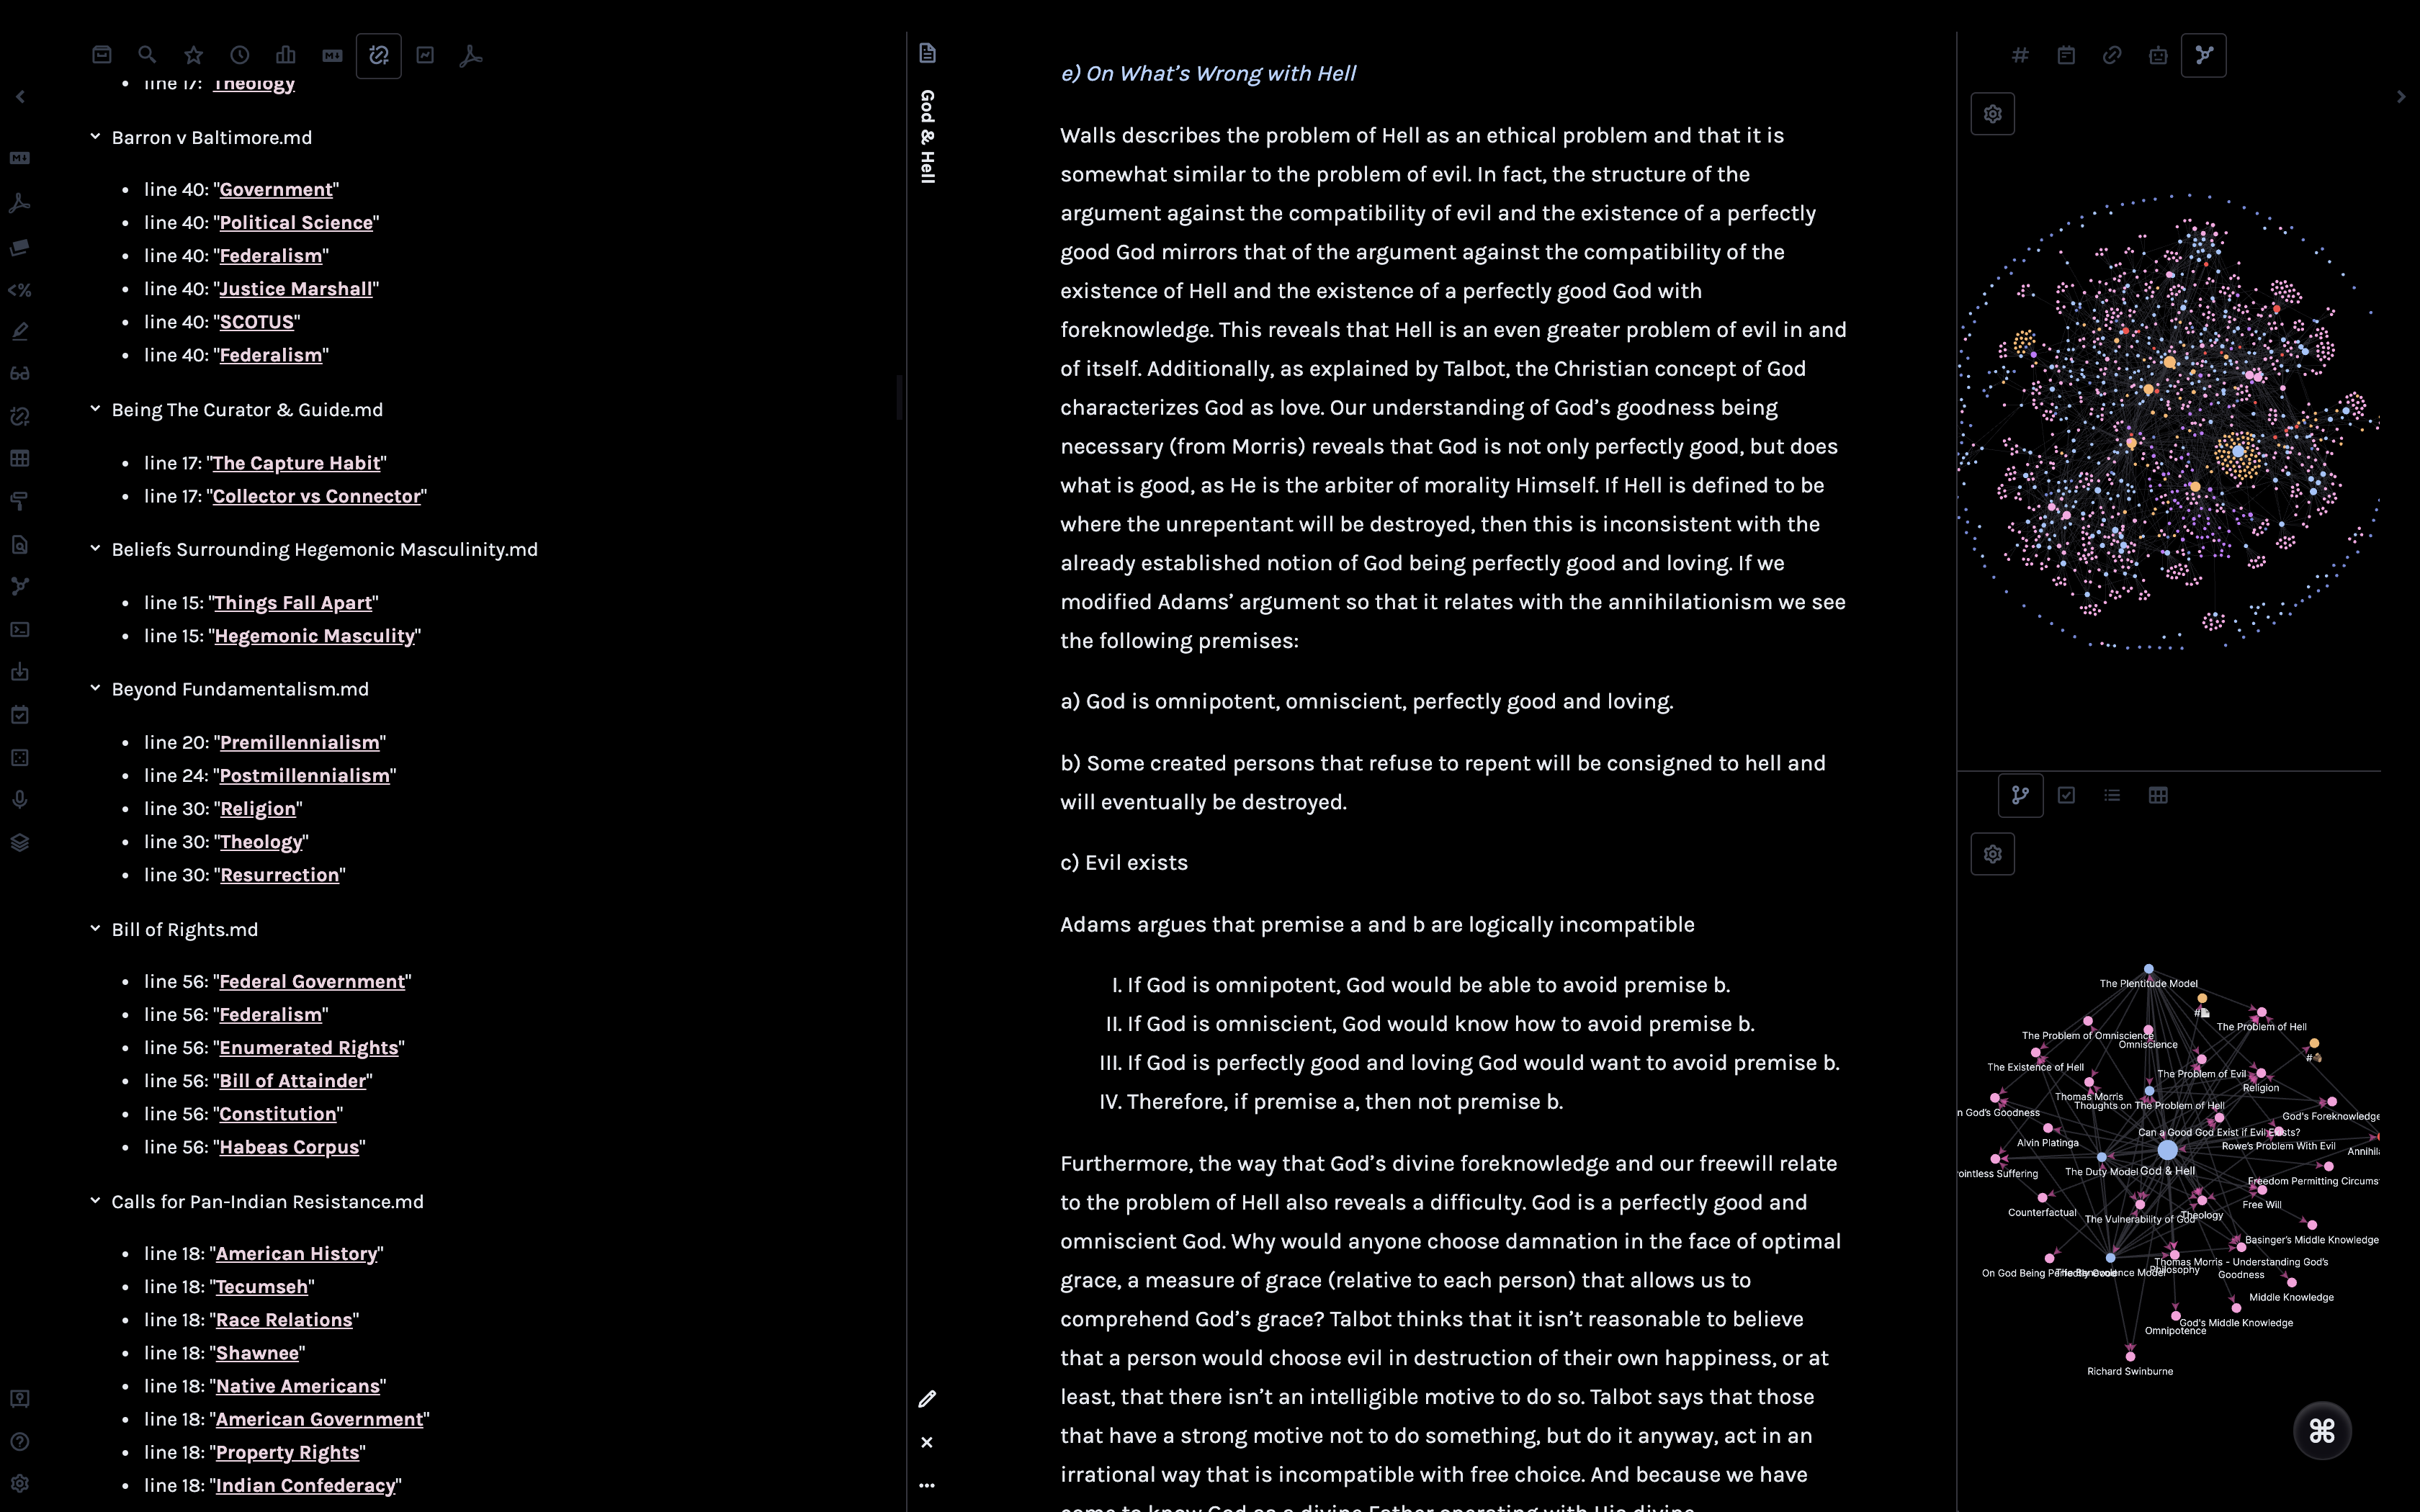 line 17: "Theology
Barron v Baltimore.md
line 40: "Government"
line 40: "Political Science"
line 40: "Federalism"
line 40: "Justice Marshall"
line 40: "SCOTUS"
line 40: "Federalism"
Being The Curator & Guide.md
line 17: "The Capture Habit"
line 17: "Collector vs Connector"
Beliefs Surrounding Hegemonic Masculinity.md
line 15: "Things Fall Apart"
line 15: "Hegemonic Masculity"
Beyond Fundamentalism.md
line 20: "Premillennialism"
line 24: "Postmillennialism"
line 30: "Religion"
line 30: "Theology"
line 30: "Resurrection"
Bill of Rights.md
line 56: "Federal Government"
line 56: "Federalism"
line 56: "Enumerated Rights"
line 56: "Bill of Attainder"
line 56: "Constitution"
line 56: "Habeas Corpus"
Calls for Pan-Indian Resistance.md
line 18: "American History"
line 18: "Tecumseh"
line 18: "Race Relations"
line 18: "Shawnee"
line 18: "Native Americans"
line 18: "American Government"
line 18: "Property Rights"
line 18: "Indian Confederacy"
God & Hell
e) On What's Wrong with Hell
Walls describes the problem of Hell as an ethical problem and that it is
somewhat similar to the problem of evil. In fact, the structure of the
argument against the compatibility of evil and the existence of a perfectly
good God mirrors that of the argument against the compatibility of the
existence of Hell and the existence of a perfectly good God with
foreknowledge. This reveals that Hell is an even greater problem of evil in and
of itself. Additionally, as explained by Talbot, the Christian concept of God
characterizes God as love. Our understanding of God's goodness being
necessary (from Morris) reveals that God is not only perfectly good, but does
what is good, as He is the arbiter of morality Himself. If Hell is defined to be
where the unrepentant will be destroyed, then this is inconsistent with the
already established notion of God being perfectly good and loving. If we
modified Adams' argument so that it relates with the annihilationism we see
the following premises:
a) God is omnipotent, omniscient, perfectly good and loving.
b) Some created persons that refuse to repent will be consigned to hell and
will eventually be destroyed.
c) Evil exists
Adams argues that premise a and b are logically incompatible
I. If God is omnipotent, God would be able to avoid premise b.
II. If God is omniscient, God would know how to avoid premise b.
III. If God is perfectly good and loving God would want to avoid premise b.
IV. Therefore, if premise a, then not premise b.
Furthermore, the way that God's divine foreknowledge and our freewill relate
to the problem of Hell also reveals a difficulty. God is a perfectly good and
omniscient God. Why would anyone choose damnation in the face of optimal
grace, a measure of grace (relative to each person) that allows us to
comprehend God's grace? Talbot thinks that it isn't reasonable to believe
that a person would choose evil in destruction of their own happiness, or at
least, that there isn't an intelligible motive to do so. Talbot says that those
that have a strong motive not to do something, but do it anyway, act in an
irrational way that is incompatible with free choice. And because we have
come to know God as a divine Father operating with His divine
The Plentitude Model
The Problem of Hell
The Problem of Omniscience
Omniscience
The Existence of Hell
The Problem of Evil
Religion
Thomas Morris
Thoughts on The Problem of Hell
n God's Goodness
God's Foreknowledge
Can a Good God Exist if Evil Exists?
Alvin Platinga
Rowe's Problem With Evil
Annihil
ointless Suffering
The Duty Model
God & Hell
Freedom Permitting Circums
Free Will
Counterfactual
The Vulnerability of God
Theology
Basinger's Middle Knowledge
Thomas Morris - Understanding God's
Goodness
On God Being
Philosophy
Middle Knowledge
God's Middle Knowledge
Omnipotence
Richard Swinburne